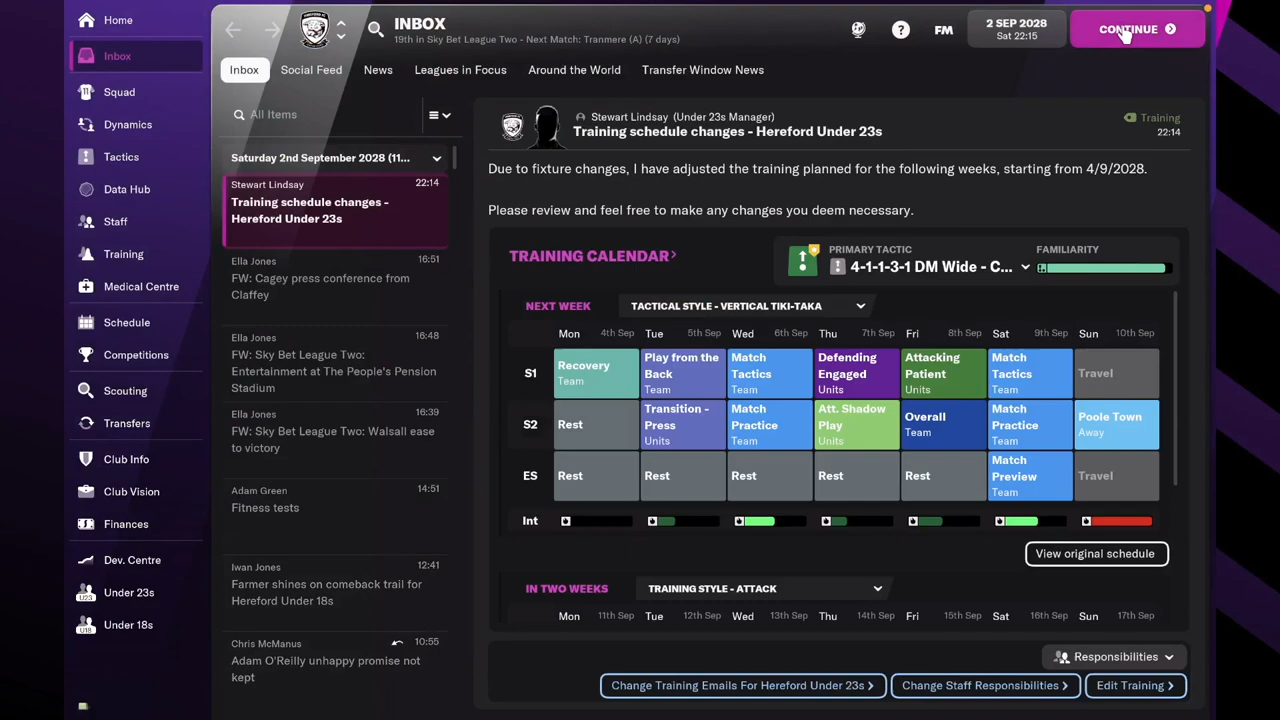 Home
Inbox
Squad
Dynamics
Tactics
Data Hub
Staff
Training
Medical Centre
Schedule
Competitions
Scouting
Transfers
Club Info
Club Vision
Finances
Dev. Centre
Under 23s
Under 18s
INBOX
19th in Sky Bet League Two - Next Match: Tranmere (A) (7 days)
FM
2 SEP 2028
Sat 22:15
CONTINUE
Inbox
Social Feed
News
Leagues in Focus
Around the World
Transfer Window News
All Items
Saturday 2nd September 2028 (11...
Stewart Lindsay 22:14
Training schedule changes -
Hereford Under 23s
Ella Jones 16:51
FW: Cagey press conference from
Claffey
Ella Jones 16:48
FW: Sky Bet League Two:
Entertainment at The People's Pension
Stadium
Ella Jones 16:39
FW: Sky Bet League Two: Walsall ease
to victory
Adam Green 14:51
Fitness tests
Iwan Jones 12:41
Farmer shines on comeback trail for
Hereford Under 18s
Chris McManus 10:55
Adam O'Reilly unhappy promise not
kept
Stewart Lindsay (Under 23s Manager)
Training schedule changes - Hereford Under 23s
Training
22:14
Due to fixture changes, I have adjusted the training planned for the following weeks, starting from 4/9/2028.
Please review and feel free to make any changes you deem necessary.
TRAINING CALENDAR
PRIMARY TACTIC
4-1-1-3-1 DM Wide - C...
FAMILIARITY
NEXT WEEK
TACTICAL STYLE - VERTICAL TIKI-TAKA
Mon 4th Sep Tue 5th Sep Wed 6th Sep Thu 7th Sep Fri 8th Sep Sat 9th Sep Sun 10th Sep
S1
Recovery
Team
Play from the
Back
Team
Match
Tactics
Team
Defending
Engaged
Units
Attacking
Patient
Units
Match
Tactics
Team
Travel
S2
Rest
Transition -
Press
Units
Match
Practice
Team
Att. Shadow
Play
Units
Overall
Team
Match
Practice
Team
Poole Town
Away
ES
Rest
Rest
Rest
Rest
Rest
Match
Preview
Team
Travel
Int
View original schedule
IN TWO WEEKS
TRAINING STYLE - ATTACK
Mon 11th Sep Tue 12th Sep Wed 13th Sep Thu 14th Sep Fri 15th Sep Sat 16th Sep Sun 17th Sep
Responsibilities
Change Training Emails For Hereford Under 23s
Change Staff Responsibilities
Edit Training